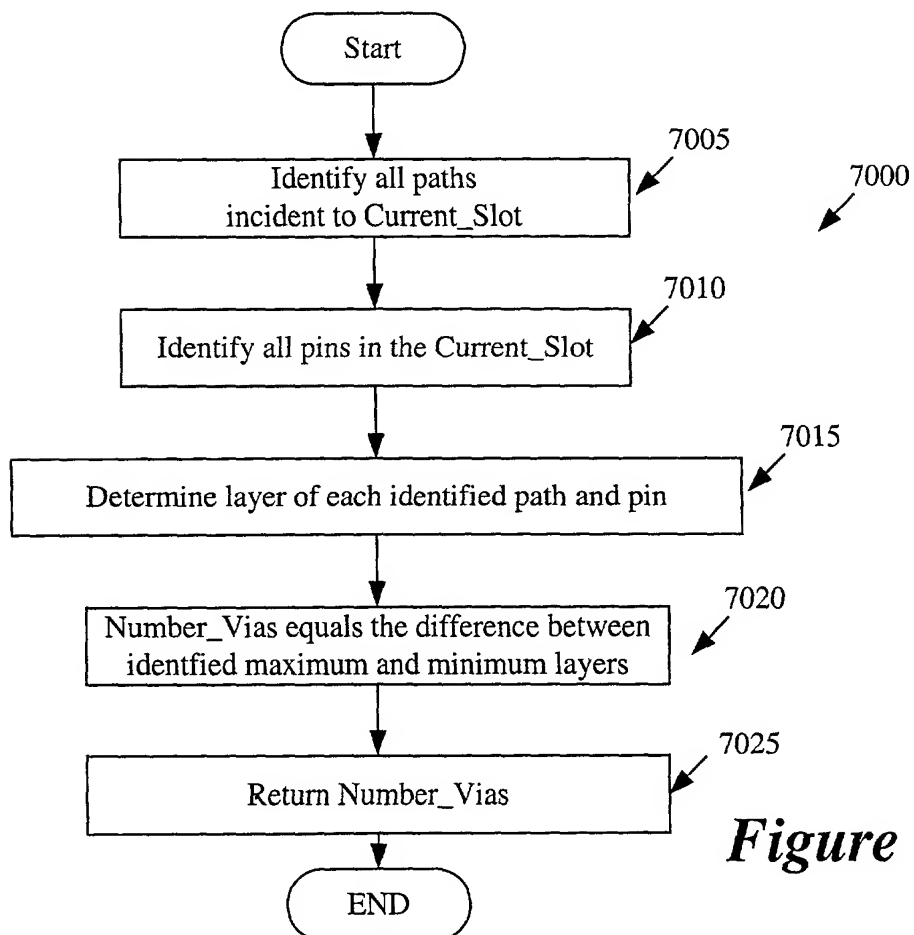 Start
7005
Identify all paths
incident to Current_Slot
7000
7010
Identify all pins in the Current_Slot
7015
Determine layer of each identified path and pin
7020
Number_Vias equals the difference between
identfied maximum and minimum layers
7025
Return Number_Vias
Figure
END